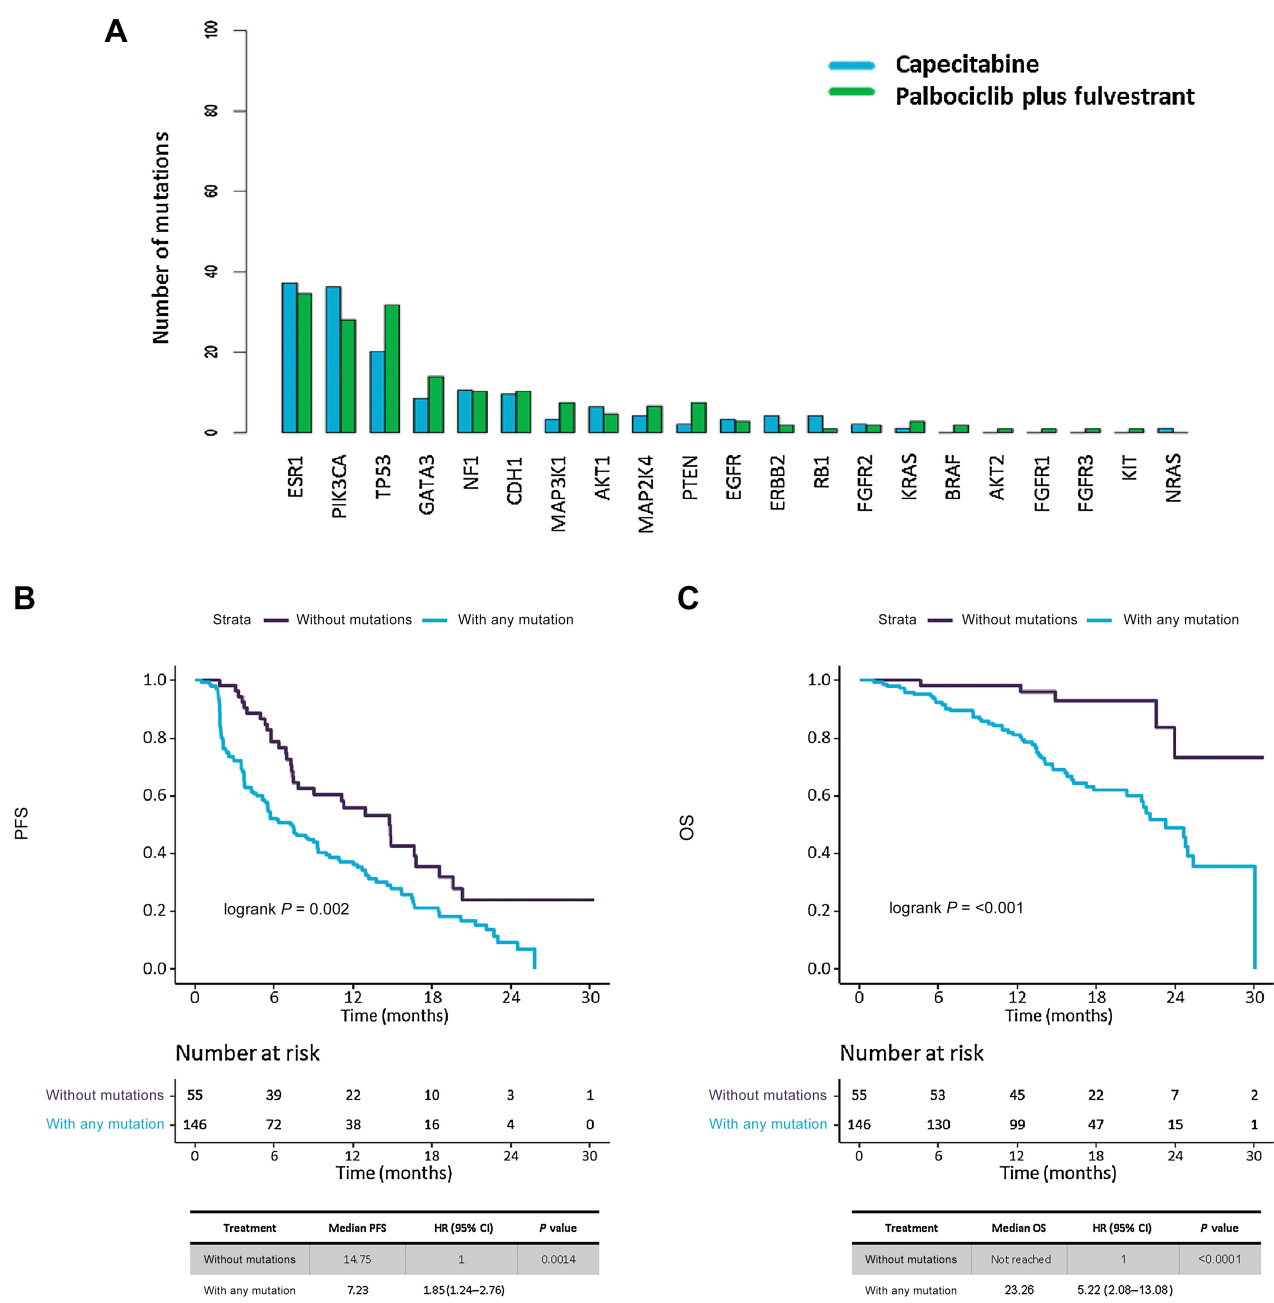 A
Number of mutations
100
80
60
40
20
0
Capecitabine
Palbociclib plus fulvestrant
ESR1
PIK3CA
TP53
GATA3
NF1
CDH1
MAP3K1
AKT1
MAP2K4
PTEN
EGFR
ERBB2
RB1
FGFR2
KRAS
BRAF
AKT2
FGFR1
FGFR3
KIT
NRAS
B
Strata Without mutations With any mutation
PFS
1.0
0.8
0.6
0.4
0.2
0.0
logrank P = 0.002
0 6 12 18 24 30
Time (months)
Number at risk
Without mutations 55 39 22 10 3 1
With any mutation 146 72 38 16 4 0
0 6 12 18 24 30
Time (months)
Treatment Median PFS HR (95% CI) P value
Without mutations 14.75 1 0.0014
With any mutation 7.23 1.85 (1.24–2.76)
C
Strata Without mutations With any mutation
OS
1.0
0.8
0.6
0.4
0.2
0.0
logrank P = <0.001
0 6 12 18 24 30
Time (months)
Number at risk
Without mutations 55 53 45 22 7 2
With any mutation 146 130 99 47 15 1
0 6 12 18 24 30
Time (months)
Treatment Median OS HR (95% CI) P value
Without mutations Not reached 1 <0.0001
With any mutation 23.26 5.22 (2.08–13.08)